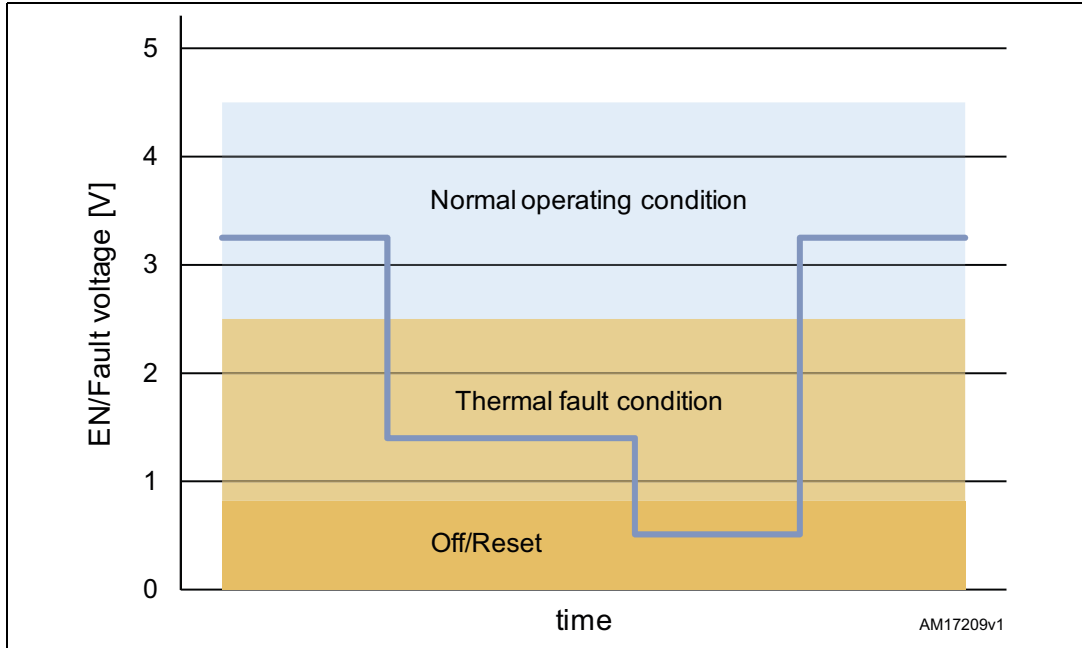 5
4
3
2
1
0
EN/Fault voltage [V]
Normal operating condition
Thermal fault condition
Off/Reset
time
AM17209v1